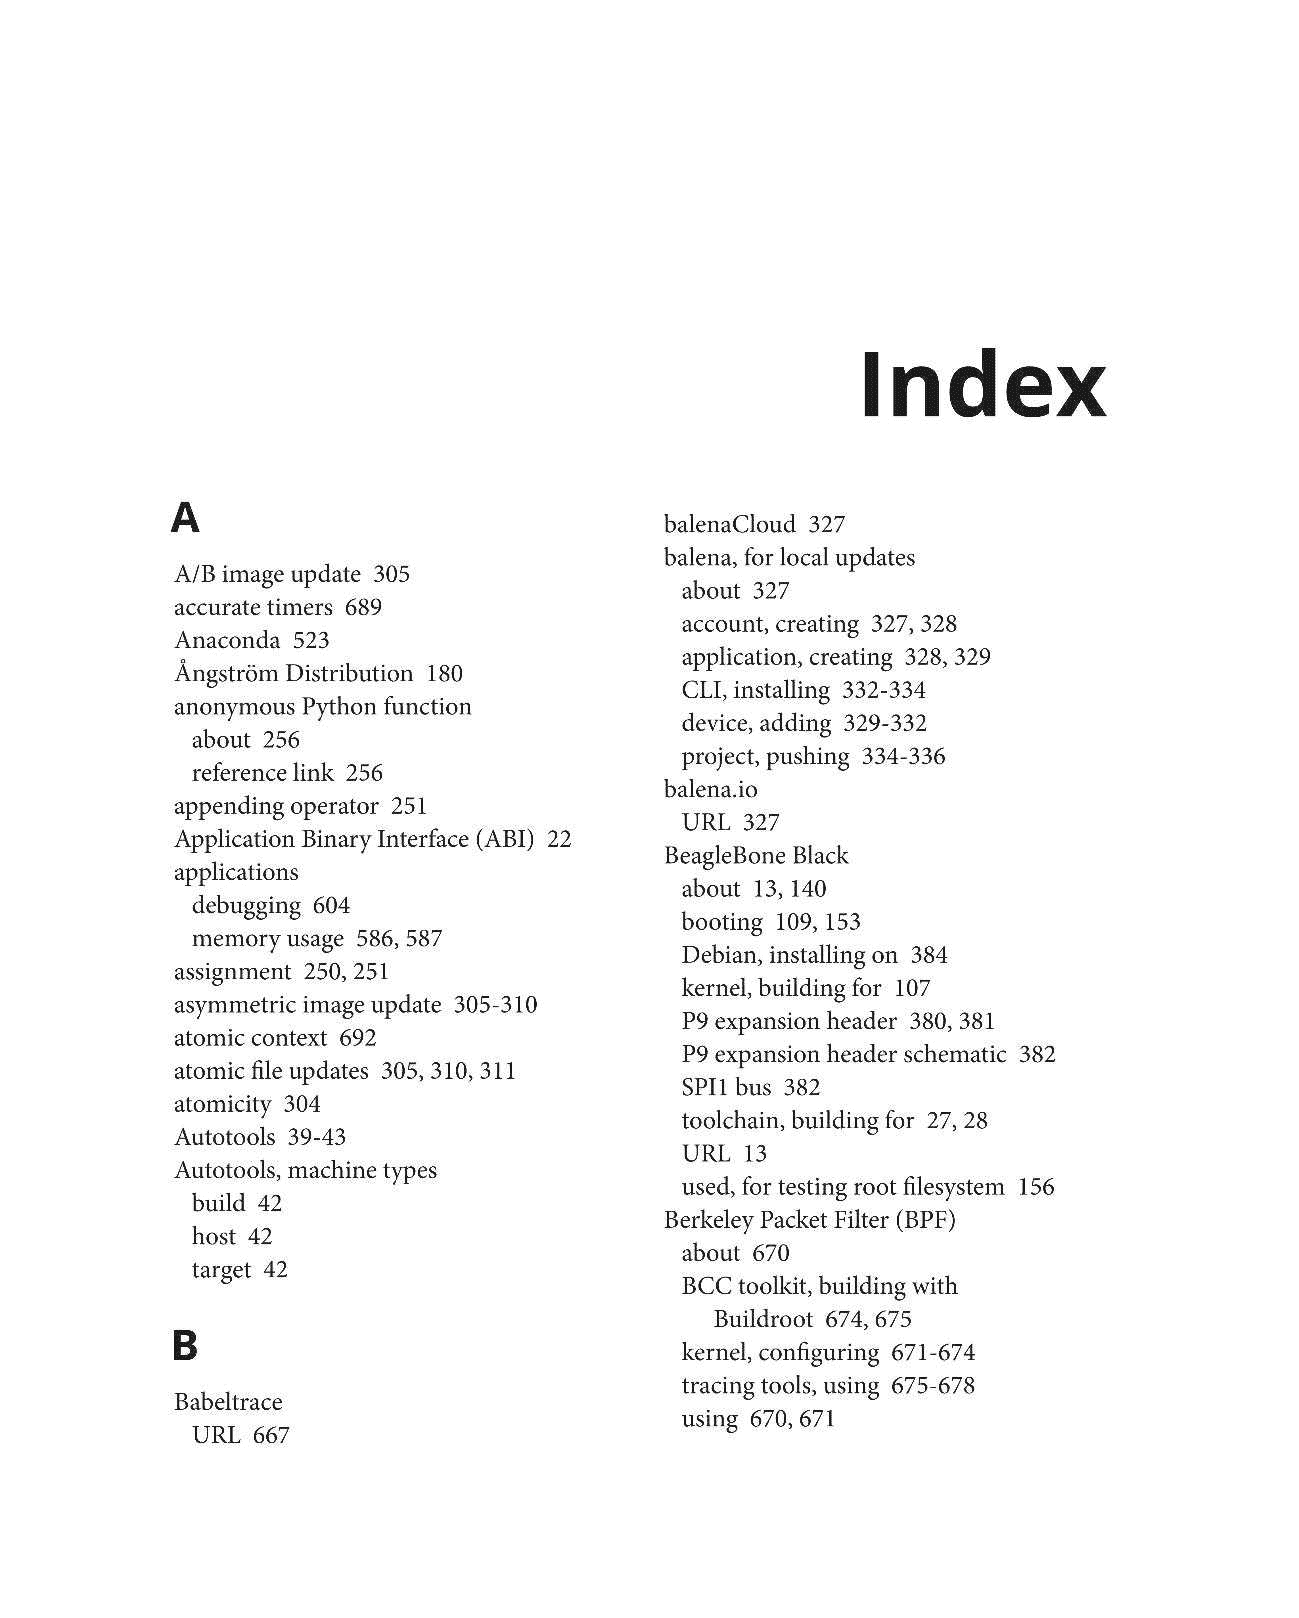 Index
A
A/B image update 305
accurate timers 689
Anaconda 523
Ångström Distribution 180
anonymous Python function
about 256
reference link 256
appending operator 251
Application Binary Interface (ABI) 22
applications
debugging 604
memory usage 586, 587
assignment 250, 251
asymmetric image update 305-310
atomic context 692
atomic file updates 305, 310, 311
atomicity 304
Autotools 39-43
Autotools, machine types
build 42
host 42
target 42
B
Babeltrace
URL 667
balenaCloud 327
balena, for local updates
about 327
account, creating 327, 328
application, creating 328, 329
CLI, installing 332-334
device, adding 329-332
project, pushing 334-336
balena.io
URL 327
BeagleBone Black
about 13, 140
booting 109, 153
Debian, installing on 384
kernel, building for 107
P9 expansion header 380, 381
P9 expansion header schematic 382
SPI1 bus 382
toolchain, building for 27, 28
URL 13
used, for testing root filesystem 156
Berkeley Packet Filter (BPF)
about 670
BCC toolkit, building with
Buildroot 674, 675
kernel, configuring 671-674
tracing tools, using 675-678
using 670, 671